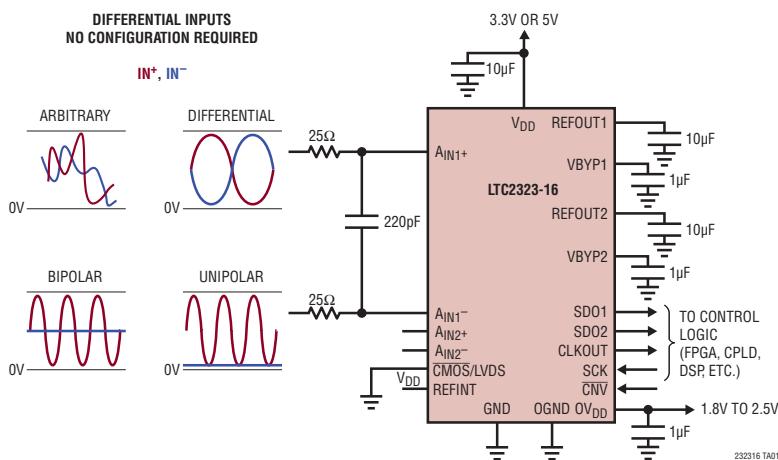 DIFFERENTIAL INPUTS
NO CONFIGURATION REQUIRED
IN+, IN−
ARBITRARY
DIFFERENTIAL
0V
0V
BIPOLAR
UNIPOLAR
0V
0V
25Ω
220pF
25Ω
3.3V OR 5V
10µF
VDD
REFOUT1
10µF
AIN1+
VBYP1
1µF
LTC2323-16
REFOUT2
10µF
VBYP2
1µF
AIN1−
SDO1
AIN2+
SDO2
AIN2−
CLKOUT
CMOS/LVDS
SCK
VDD
REFINT
CNV
TO CONTROL
LOGIC
(FPGA, CPLD,
DSP, ETC.)
GND
OGND
OVDD
1.8V TO 2.5V
1µF
232316 TA01